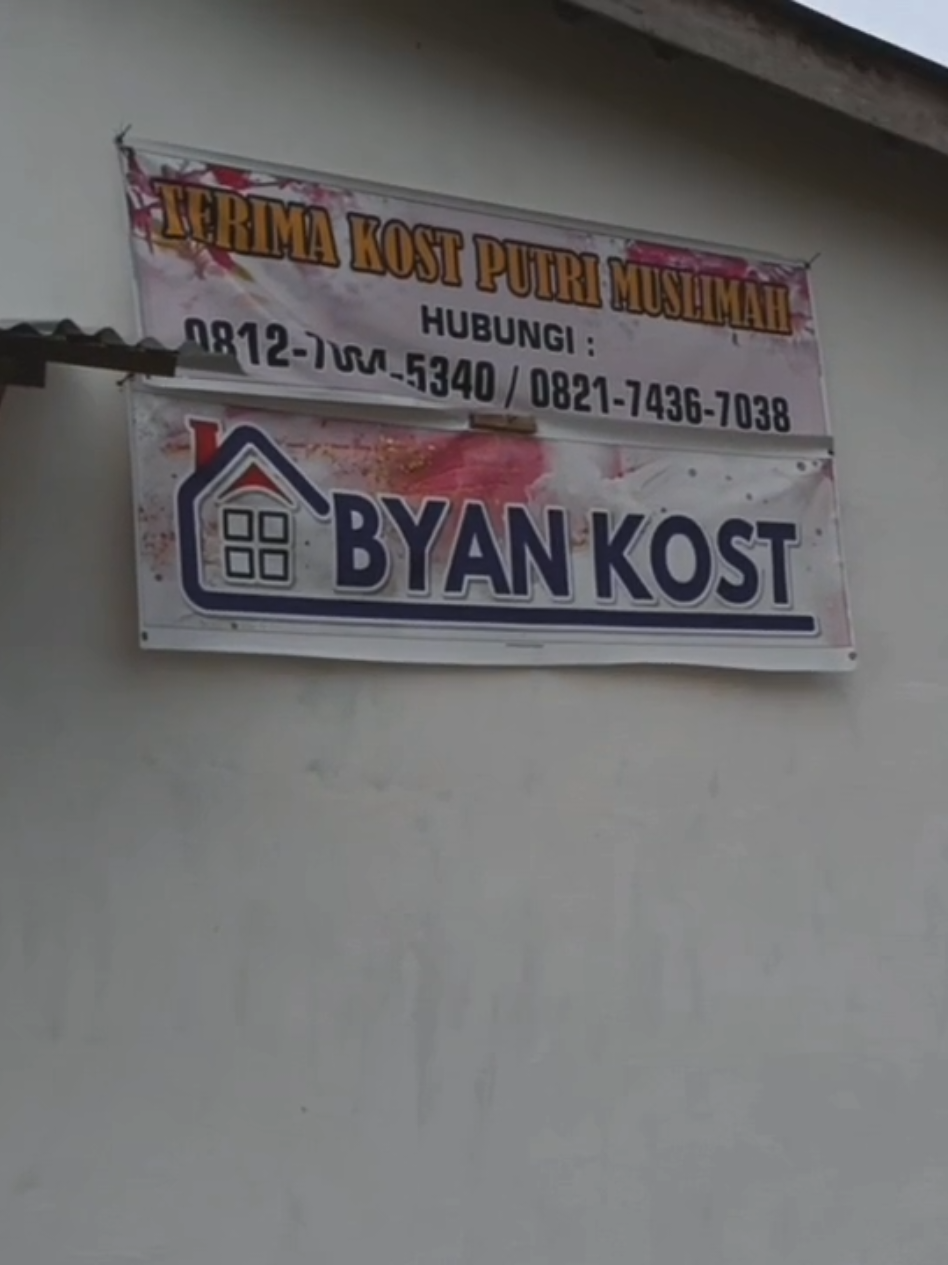 TERIMA KOST PUTRI MUSLIMAH
HUBUNGI :
/ 0821-7436-7038
BYAN KOST